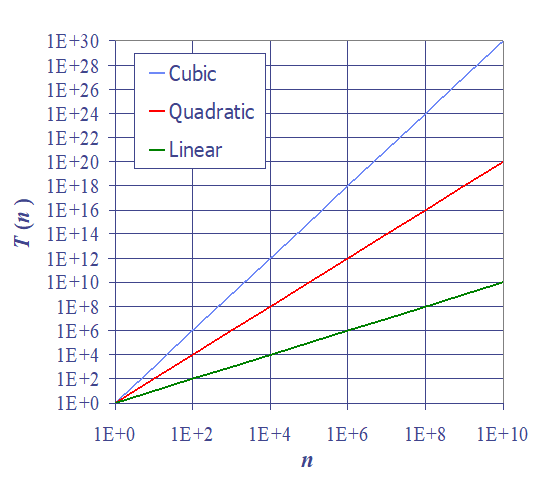 1E+30
1E+28
1E+26
1E+24
1E+22
1E+20
1E+18
1E+16
1E+14
1E+12
1E+10
1E+8
1E+6
1E+4
1E+2
1E+0
T (n)
Cubic
Quadratic
Linear
1E+0 1E+2 1E+4 1E+6 1E+8 1E+10
n